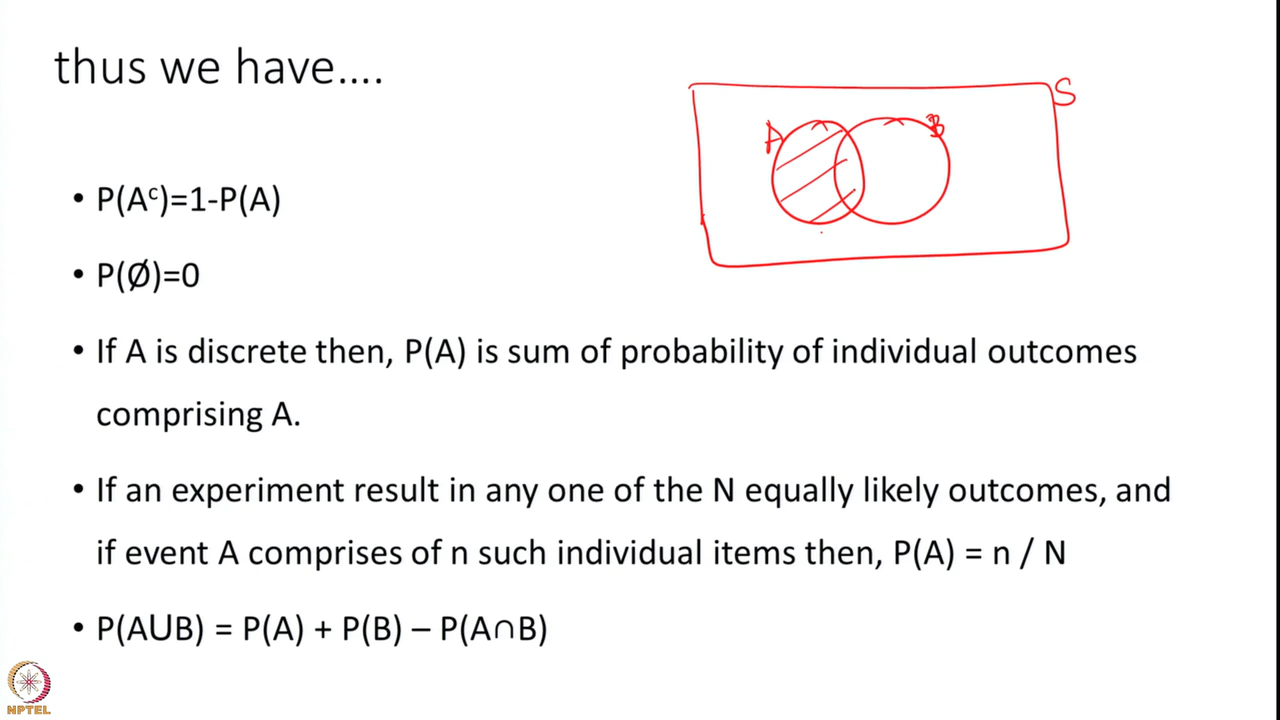 thus we have....
S
A
B
• P(Aᶜ)=1-P(A)
• P(Ø)=0
• If A is discrete then, P(A) is sum of probability of individual outcomes
comprising A.
• If an experiment result in any one of the N equally likely outcomes, and
if event A comprises of n such individual items then, P(A) = n / N
• P(AUB) = P(A) + P(B) – P(A∩B)
NPTEL